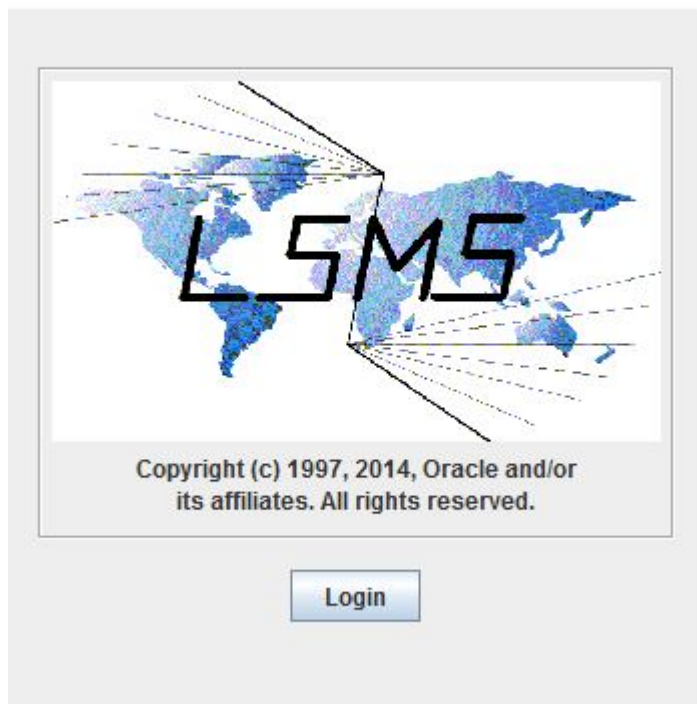 LSMS
Copyright (c) 1997, 2014, Oracle and/or
its affiliates. All rights reserved.
Login